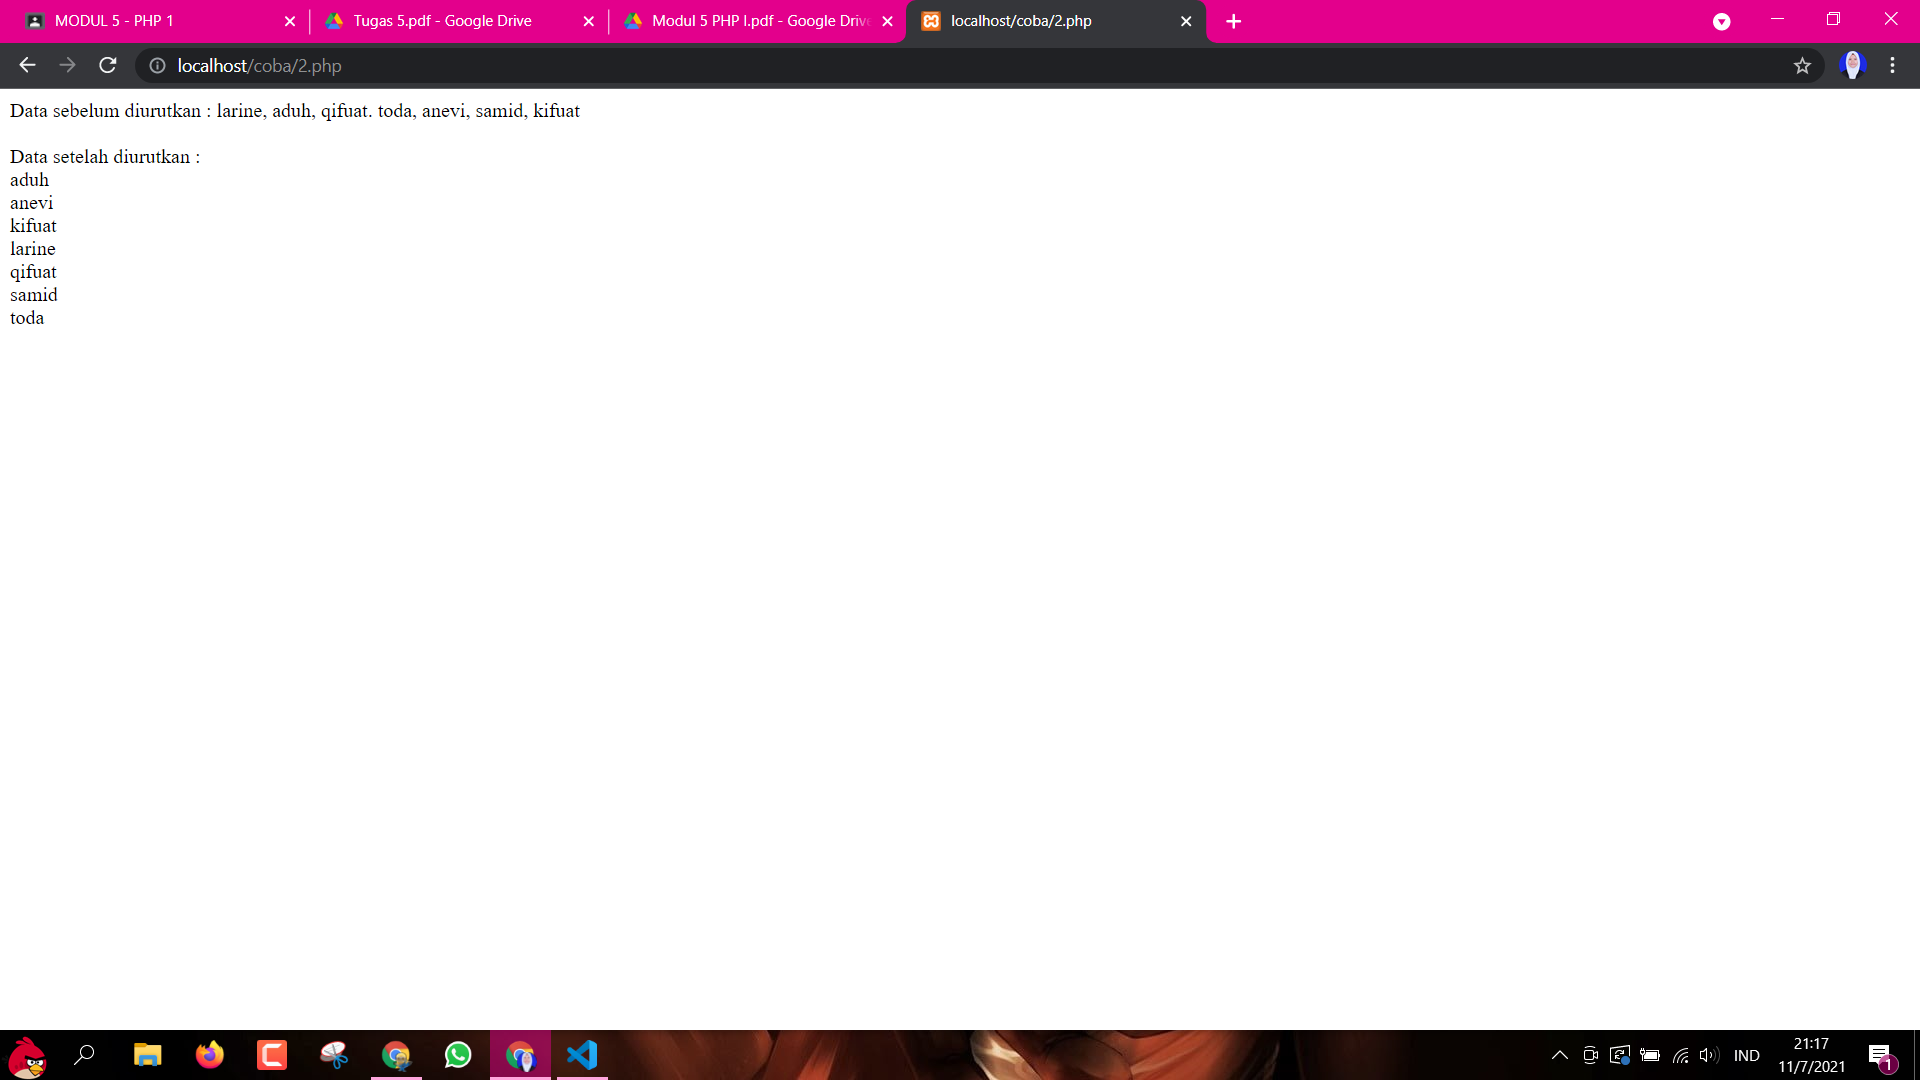 MODUL 5 - PHP 1
Tugas 5.pdf - Google Drive
Modul 5 PHP I.pdf - Google Drive
localhost/coba/2.php
localhost/coba/2.php
Data sebelum diurutkan : larine, aduh, qifuat. toda, anevi, samid, kifuat
Data setelah diurutkan :
aduh
anevi
kifuat
larine
qifuat
samid
toda
IND
21:17
11/7/2021
1